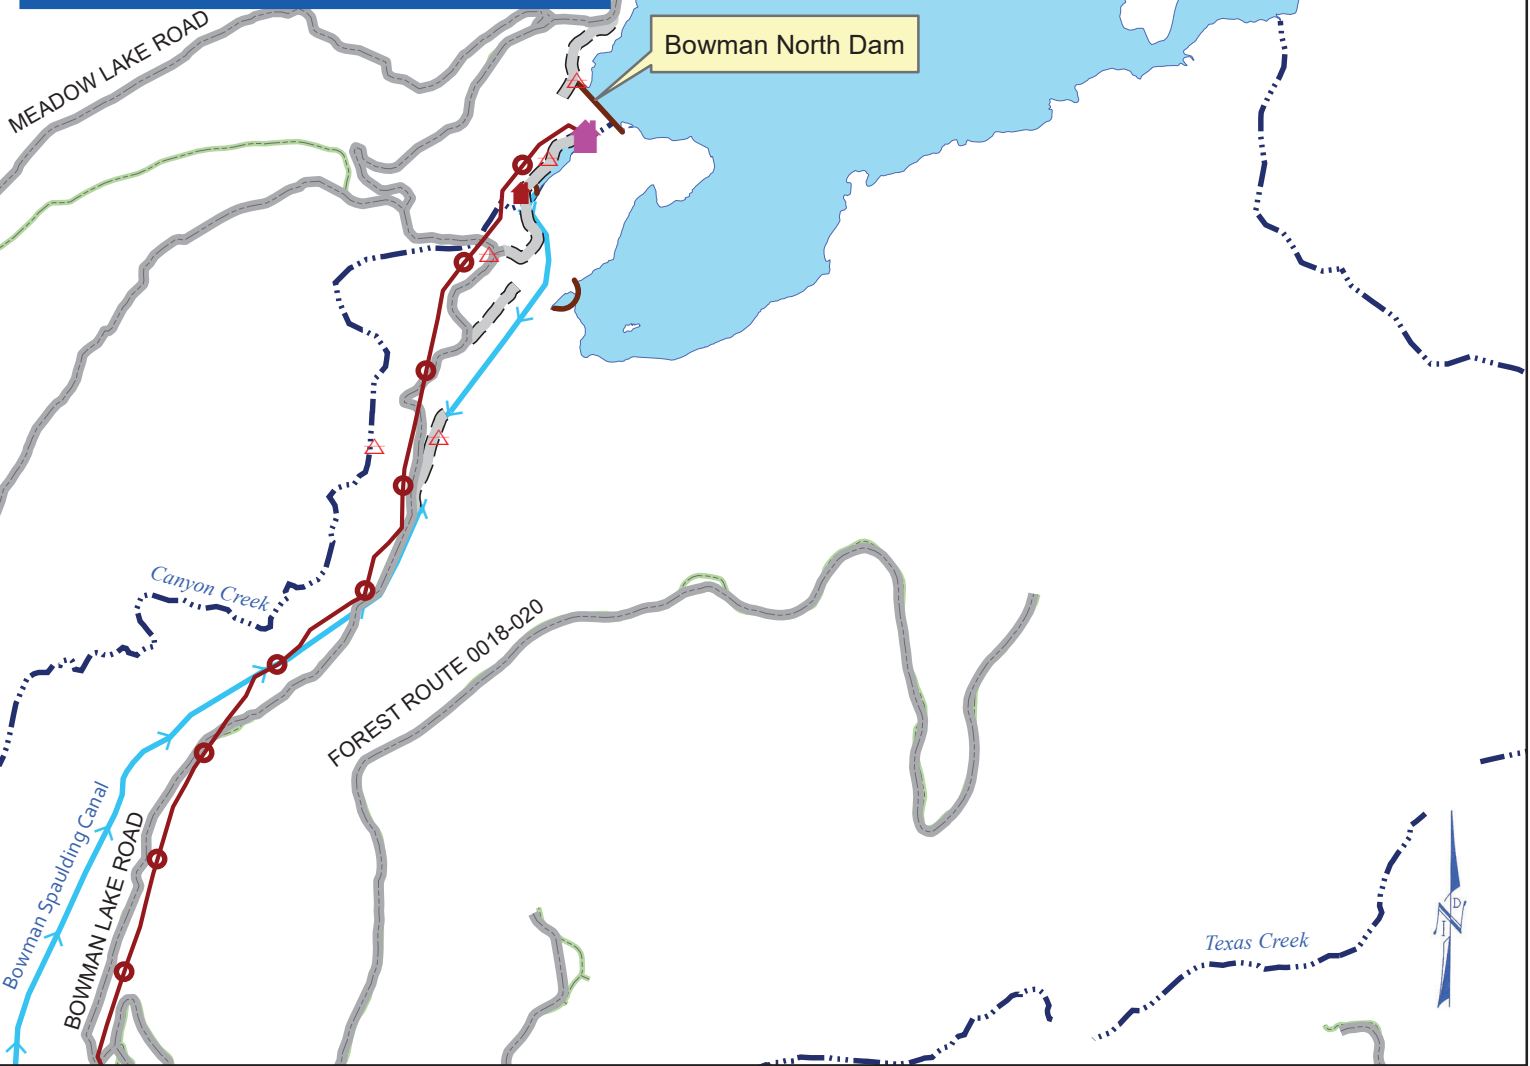 MEADOW LAKE ROAD
Bowman North Dam
Canyon Creek
FOREST ROUTE 0018-020
Bowman Spaulding Canal
BOWMAN LAKE ROAD
Texas Creek
N
I D